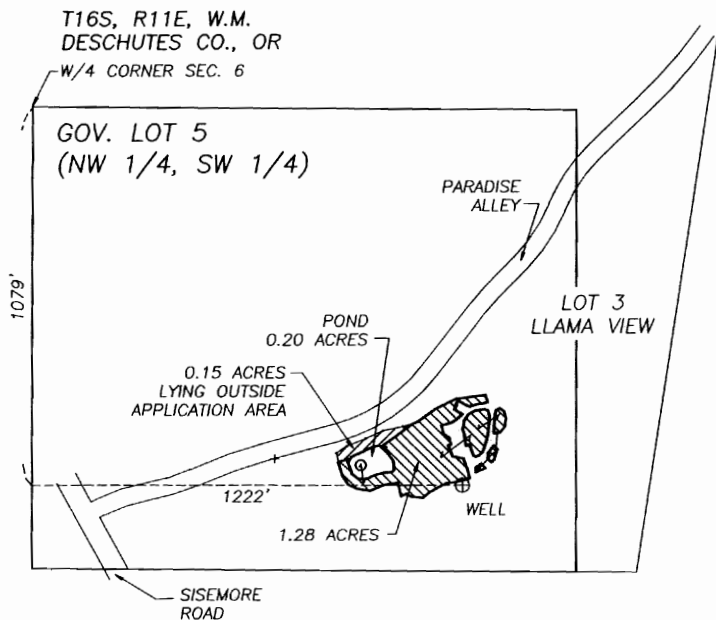 T16S, R11E, W.M.
DESCHUTES CO., OR
W/4 CORNER SEC. 6
GOV. LOT 5
(NW 1/4, SW 1/4)
PARADISE
ALLEY
1079'
LOT 3
LLAMA VIEW
POND
0.20 ACRES
0.15 ACRES
LYING OUTSIDE
APPLICATION AREA
1222'
WELL
1.28 ACRES
SISEMORE
ROAD